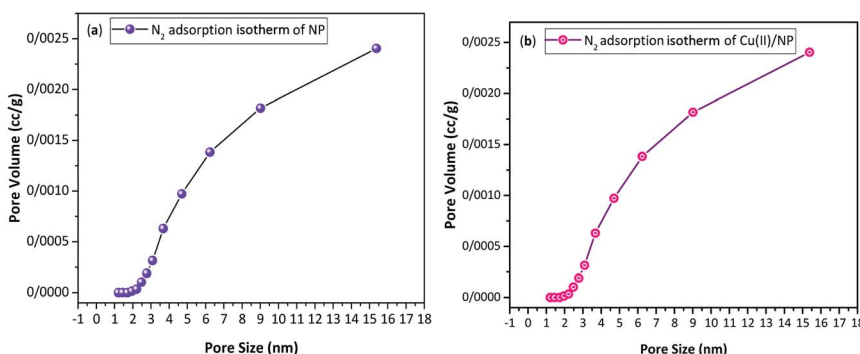 (a)
N2 adsorption isotherm of NP
0/0025
0/0020
0/0015
0/0010
0/0005
0/0000
Pore Volume (cc/g)
-1 0 1 2 3 4 5 6 7 8 9 10 11 12 13 14 15 16 17 18
Pore Size (nm)
(b)
N2 adsorption isotherm of Cu(II)/NP
0/0025
0/0020
0/0015
0/0010
0/0005
0/0000
Pore Volume (cc/g)
-1 0 1 2 3 4 5 6 7 8 9 10 11 12 13 14 15 16 17 18
Pore Size (nm)